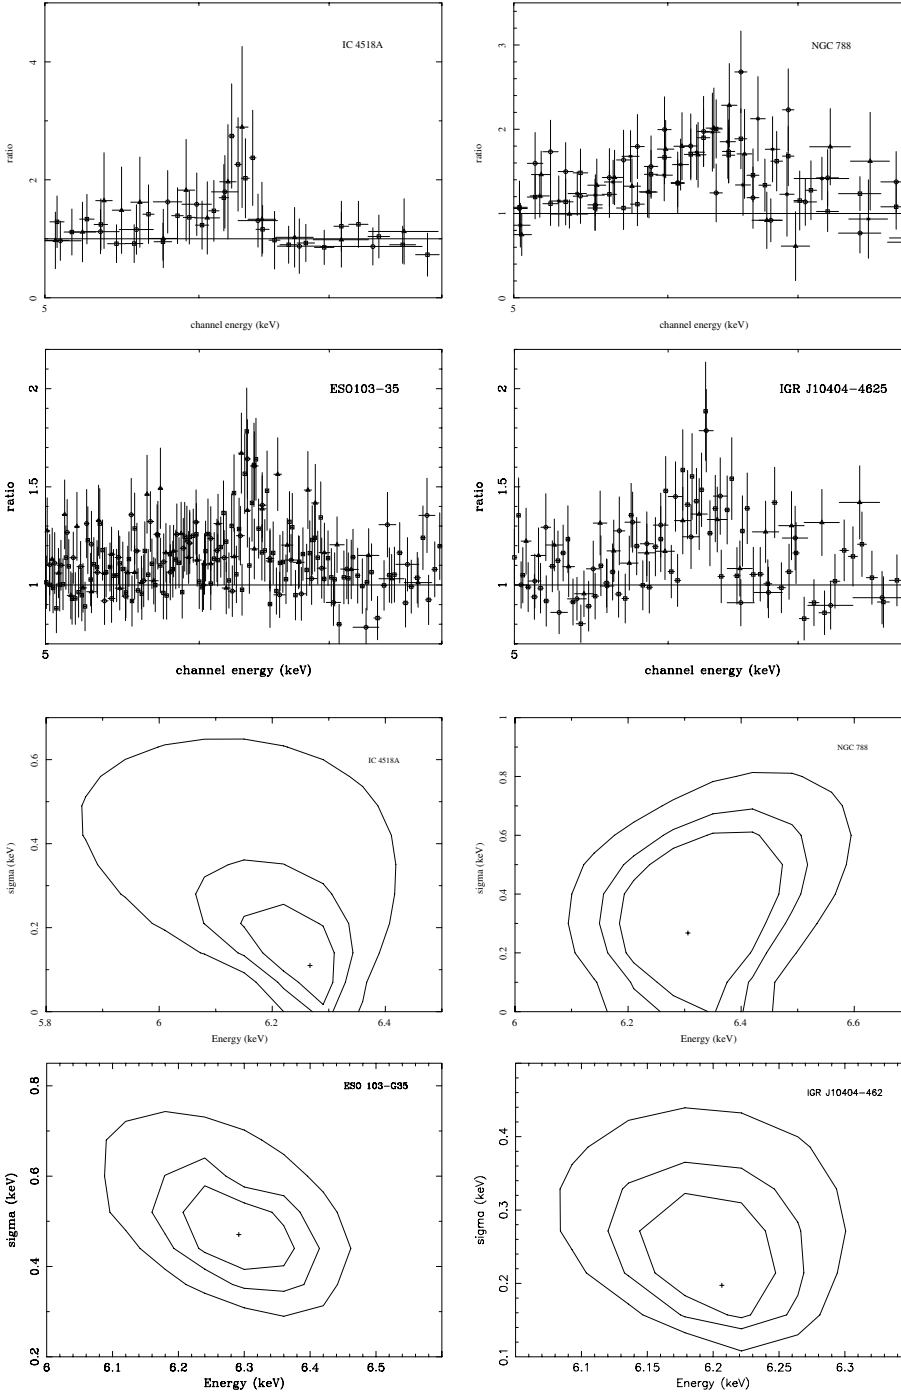 IC 4518A
ratio
4
2
0
5
channel energy (keV)
NGC 788
ratio
3
2
1
0
5
channel energy (keV)
ESO103-35
ratio
2
1.5
1
5
channel energy (keV)
IGR J10404-4625
ratio
2
1.5
1
5
channel energy (keV)
IC 4518A
sigma (keV)
0.6
0.4
0.2
0
5.8
6
6.2
6.4
Energy (keV)
NGC 788
sigma (keV)
1
0.8
0.6
0.4
0.2
0
6
6.2
6.4
6.6
Energy (keV)
ESO 103-G35
sigma (keV)
0.8
0.6
0.4
0.2
6
6.1
6.2
6.3
6.4
6.5
Energy (keV)
IGR J10404-462
sigma (keV)
0.4
0.3
0.2
0.1
6.1
6.15
6.2
6.25
6.3
Energy (keV)